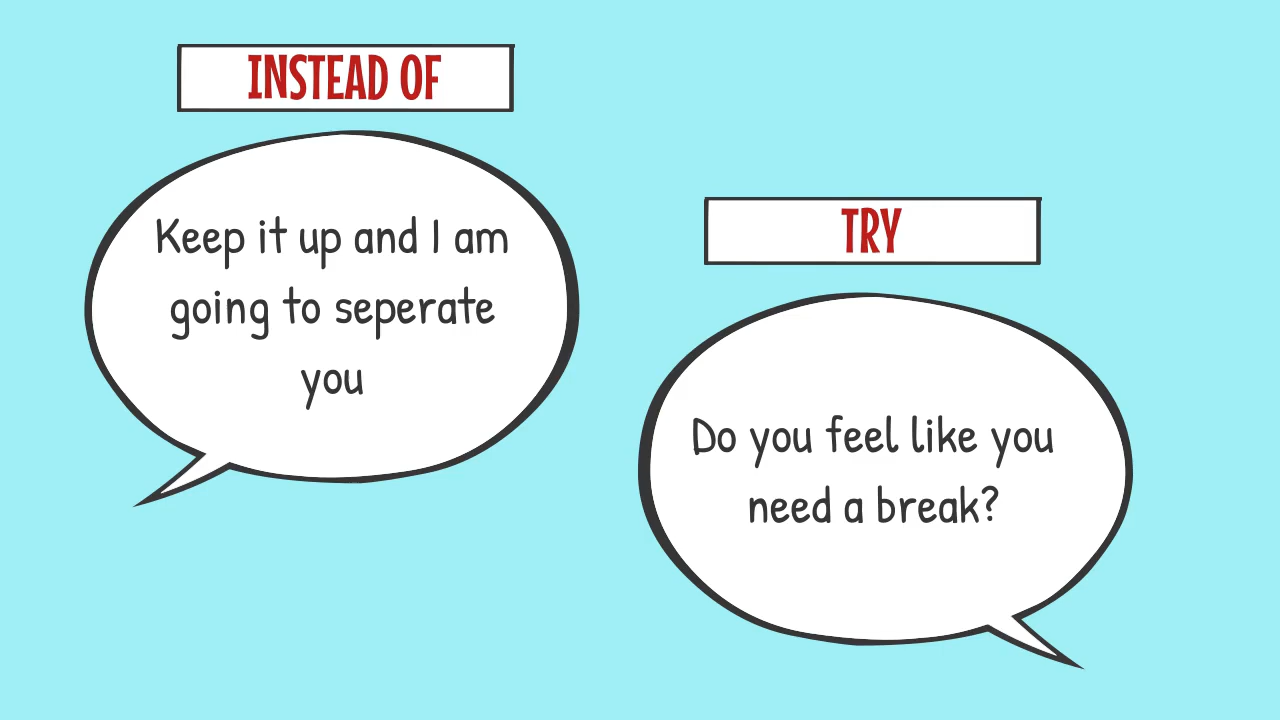 INSTEAD OF
Keep it up and I am
going to seperate
you
TRY
Do you feel like you
need a break?